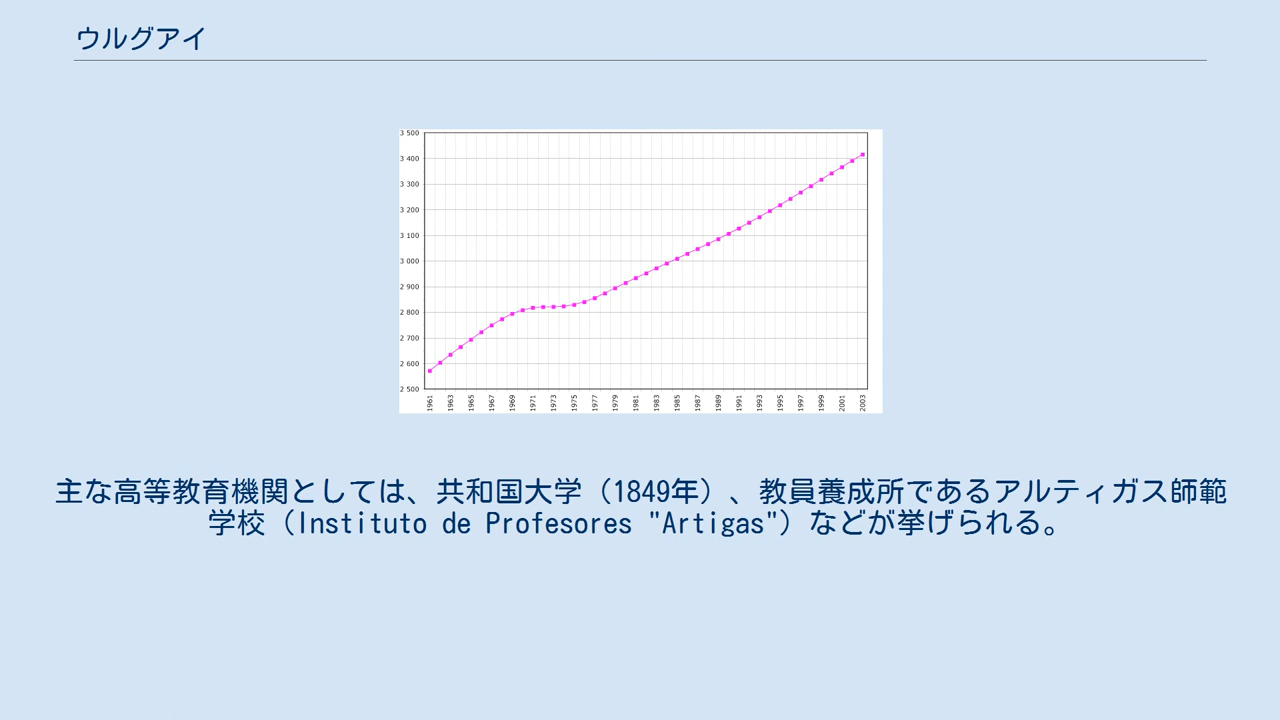 ウルグアイ
3 500
3 400
3 300
3 200
3 100
3 000
2 900
2 800
2 700
2 600
2 500
1961 1963 1965 1967 1969 1971 1973 1975 1977 1979 1981 1983 1985 1987 1989 1991 1993 1995 1997 1999 2001 2003
主な高等教育機関としては、共和国大学（1849年）、教員養成所であるアルティガス師範
学校（Instituto de Profesores "Artigas"）などが挙げられる。